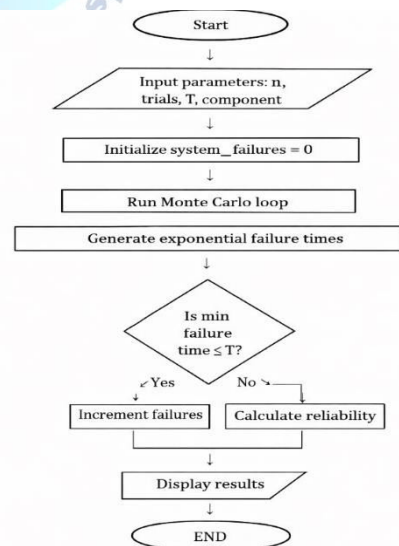 Start
Input parameters: n,
trials, T, component
Initialize system_failures = 0
Run Monte Carlo loop
Generate exponential failure times
Is min
failure
time ≤ T?
Yes
No
Increment failures
Calculate reliability
Display results
END